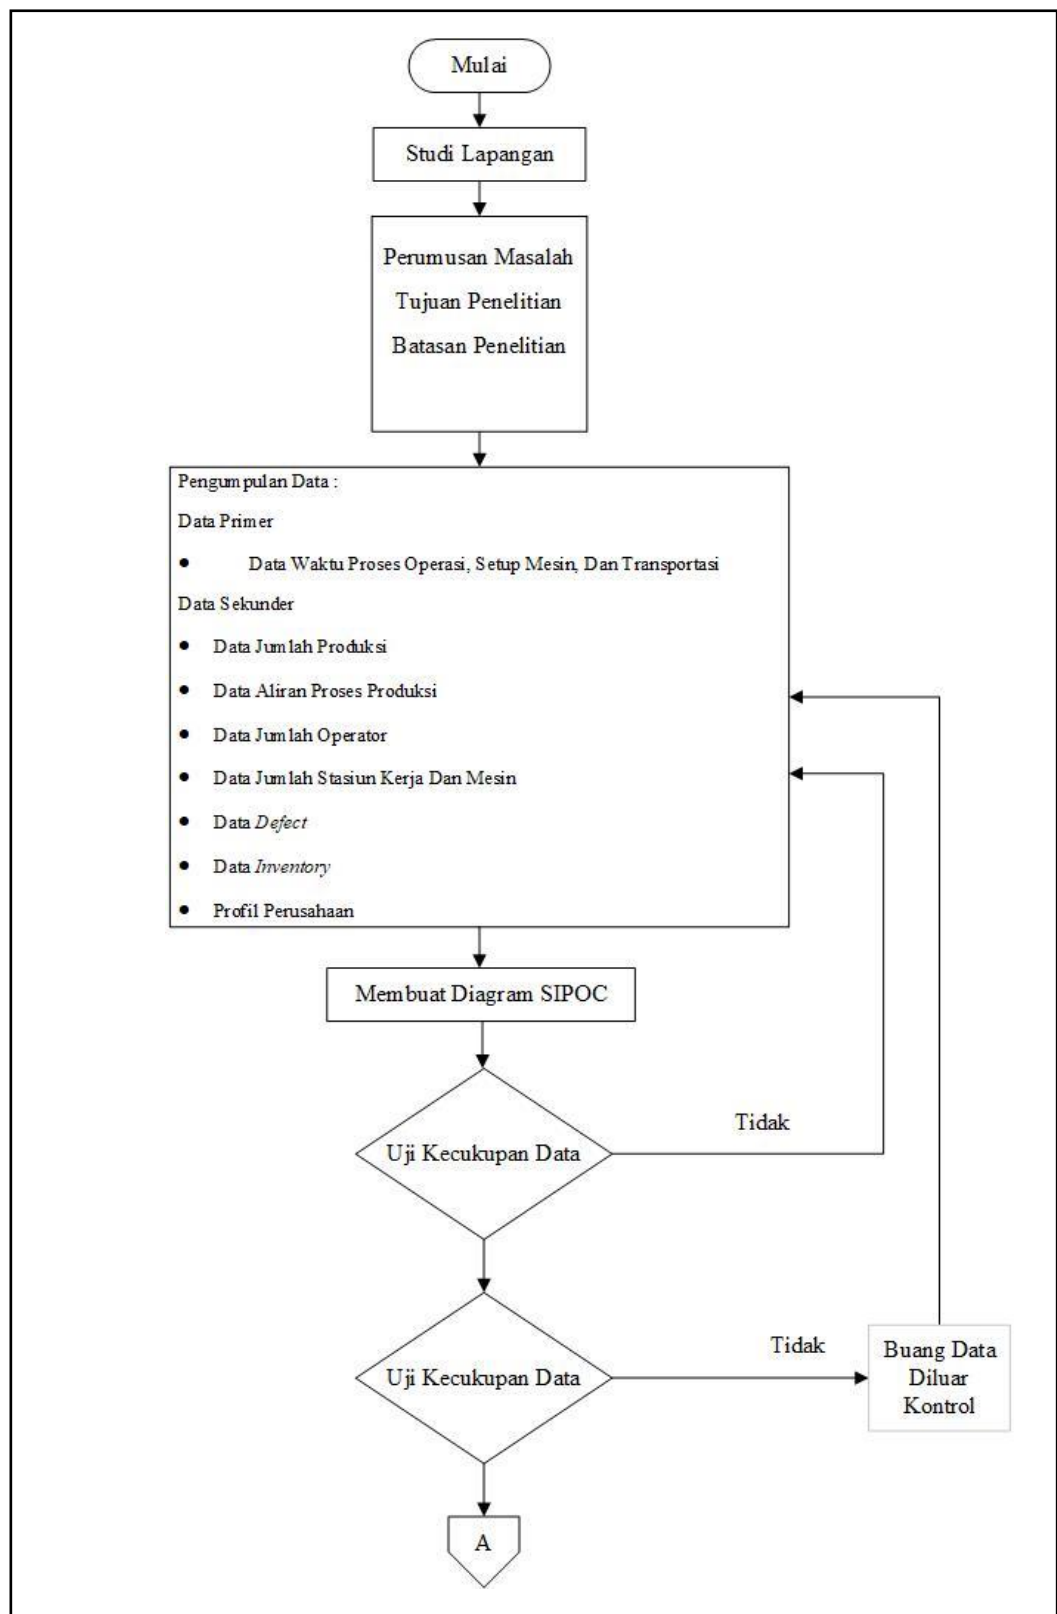 Mulai
Studi Lapangan
Perumusan Masalah
Tujuan Penelitian
Batasan Penelitian
Pengumpulan Data :
Data Primer
● Data Waktu Proses Operasi, Setup Mesin, Dan Transportasi
Data Sekunder
● Data Jumlah Produksi
● Data Aliran Proses Produksi
● Data Jumlah Operator
● Data Jumlah Stasiun Kerja Dan Mesin
● Data Defect
● Data Inventory
● Profil Perusahaan
Membuat Diagram SIPOC
Uji Kecukupan Data
Tidak
Uji Kecukupan Data
Tidak
Buang Data
Diluar
Kontrol
A